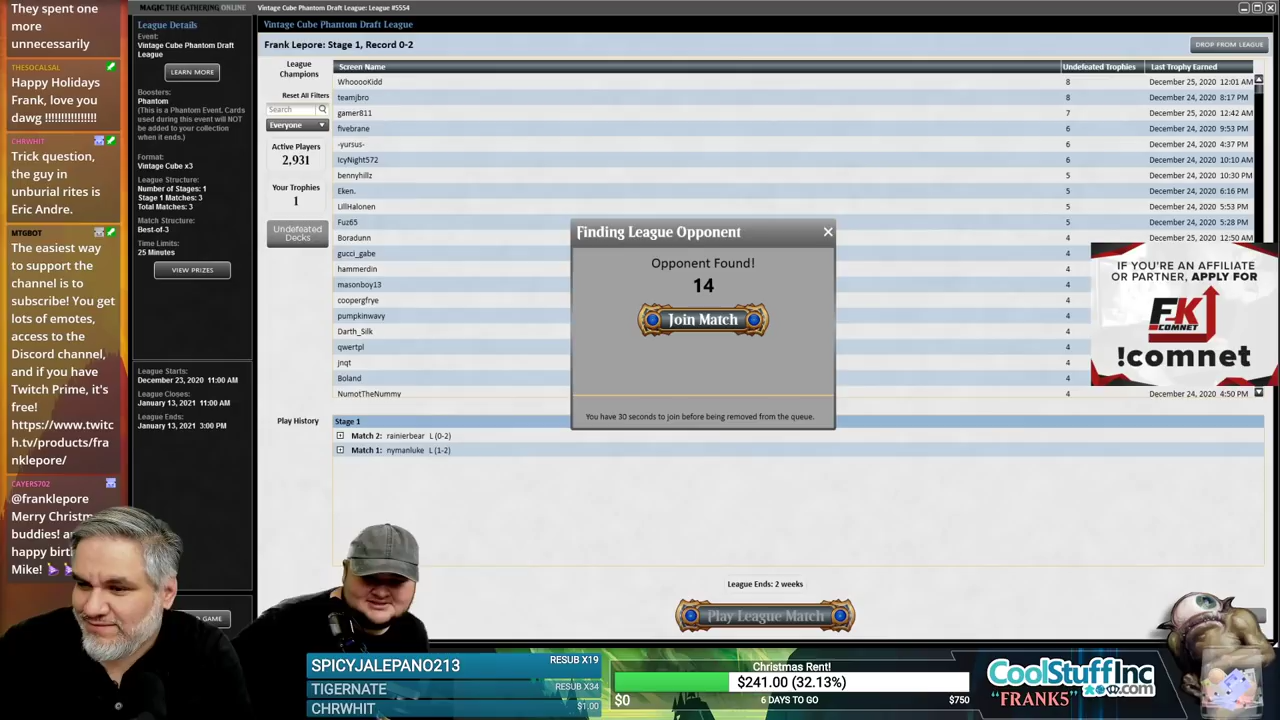 They spent one
more
unnecessarily
THESOCALSAL
Happy Holidays
Frank, love you
dawg !!!!!!!!!!!!!!!!
CHRWHIT
Trick question,
the guy in
unburial rites is
Eric Andre.
MTGBOT
The easiest way
to support the
channel is to
subscribe! You get
lots of emotes,
access to the
Discord channel,
and if you have
Twitch Prime, it's
free!
https://www.twitc
h.tv/products/fra
nklepore/
CAYERS702
@franklepore
Merry Christm
buddies! an
happy birt
Mike!
MAGIC THE GATHERING ONLINE
Vintage Cube Phantom Draft League: League #5554
League Details
Event:
Vintage Cube Phantom Draft
League
LEARN MORE
Boosters:
Phantom
(This is a Phantom Event. Cards
used during this event will NOT
be added to your collection
when it ends.)
Format:
Vintage Cube x3
League Structure:
Number of Stages: 1
Stage 1 Matches: 3
Total Matches: 3
Match Structure:
Best-of-3
Time Limits:
25 Minutes
VIEW PRIZES
League Starts:
December 23, 2020 11:00 AM
League Closes:
January 13, 2021 11:00 AM
League Ends:
January 13, 2021 3:00 PM
GAME
Vintage Cube Phantom Draft League
Frank Lepore: Stage 1, Record 0-2
DROP FROM LEAGUE
League
Champions
Reset All Filters
Search
Everyone
Active Players
2,931
Your Trophies
1
Undefeated
Decks
Screen Name Undefeated Trophies Last Trophy Earned
WhooooKidd 8 December 25, 2020 12:01 AM
teamjbro 8 December 24, 2020 8:17 PM
gamer811 7 December 24, 2020 12:42 AM
fivebrane 6 December 24, 2020 9:53 PM
-yursus- 6 December 24, 2020 4:37 PM
IcyNight572 6 December 24, 2020 10:10 AM
bennyhillz 5 December 24, 2020 10:30 PM
Eken. 5 December 24, 2020 6:16 PM
LillHalonen 5 December 24, 2020 5:53 PM
Fuz65 5 December 24, 2020 5:28 PM
Boradunn 4 December 25, 2020 12:50 AM
gucci_gabe 4
hammerdin 4
masonboy13 4
coopergfrye 4
pumpkinwavy 4
Darth_Silk 4
qwertpl 4
jnqt 4
Boland 4
NumotTheNummy 4 December 24, 2020 4:50 PM
Finding League Opponent
Opponent Found!
14
Join Match
You have 30 seconds to join before being removed from the queue.
IF YOU'RE AN AFFILIATE
OR PARTNER, APPLY FOR
F2K
COMNET
!comnet
Play History
Stage 1
Match 2: rainierbear L (0-2)
Match 1: nymanluke L (1-2)
League Ends: 2 weeks
Play League Match
SPICYJALEPANO213 RESUB X19
TIGERNATE RESUB X34
CHRWHIT $1.00
Christmas Rent!
$241.00 (32.13%)
$0 6 DAYS TO GO $750
CoolStuffInc
.com
"FRANK5"